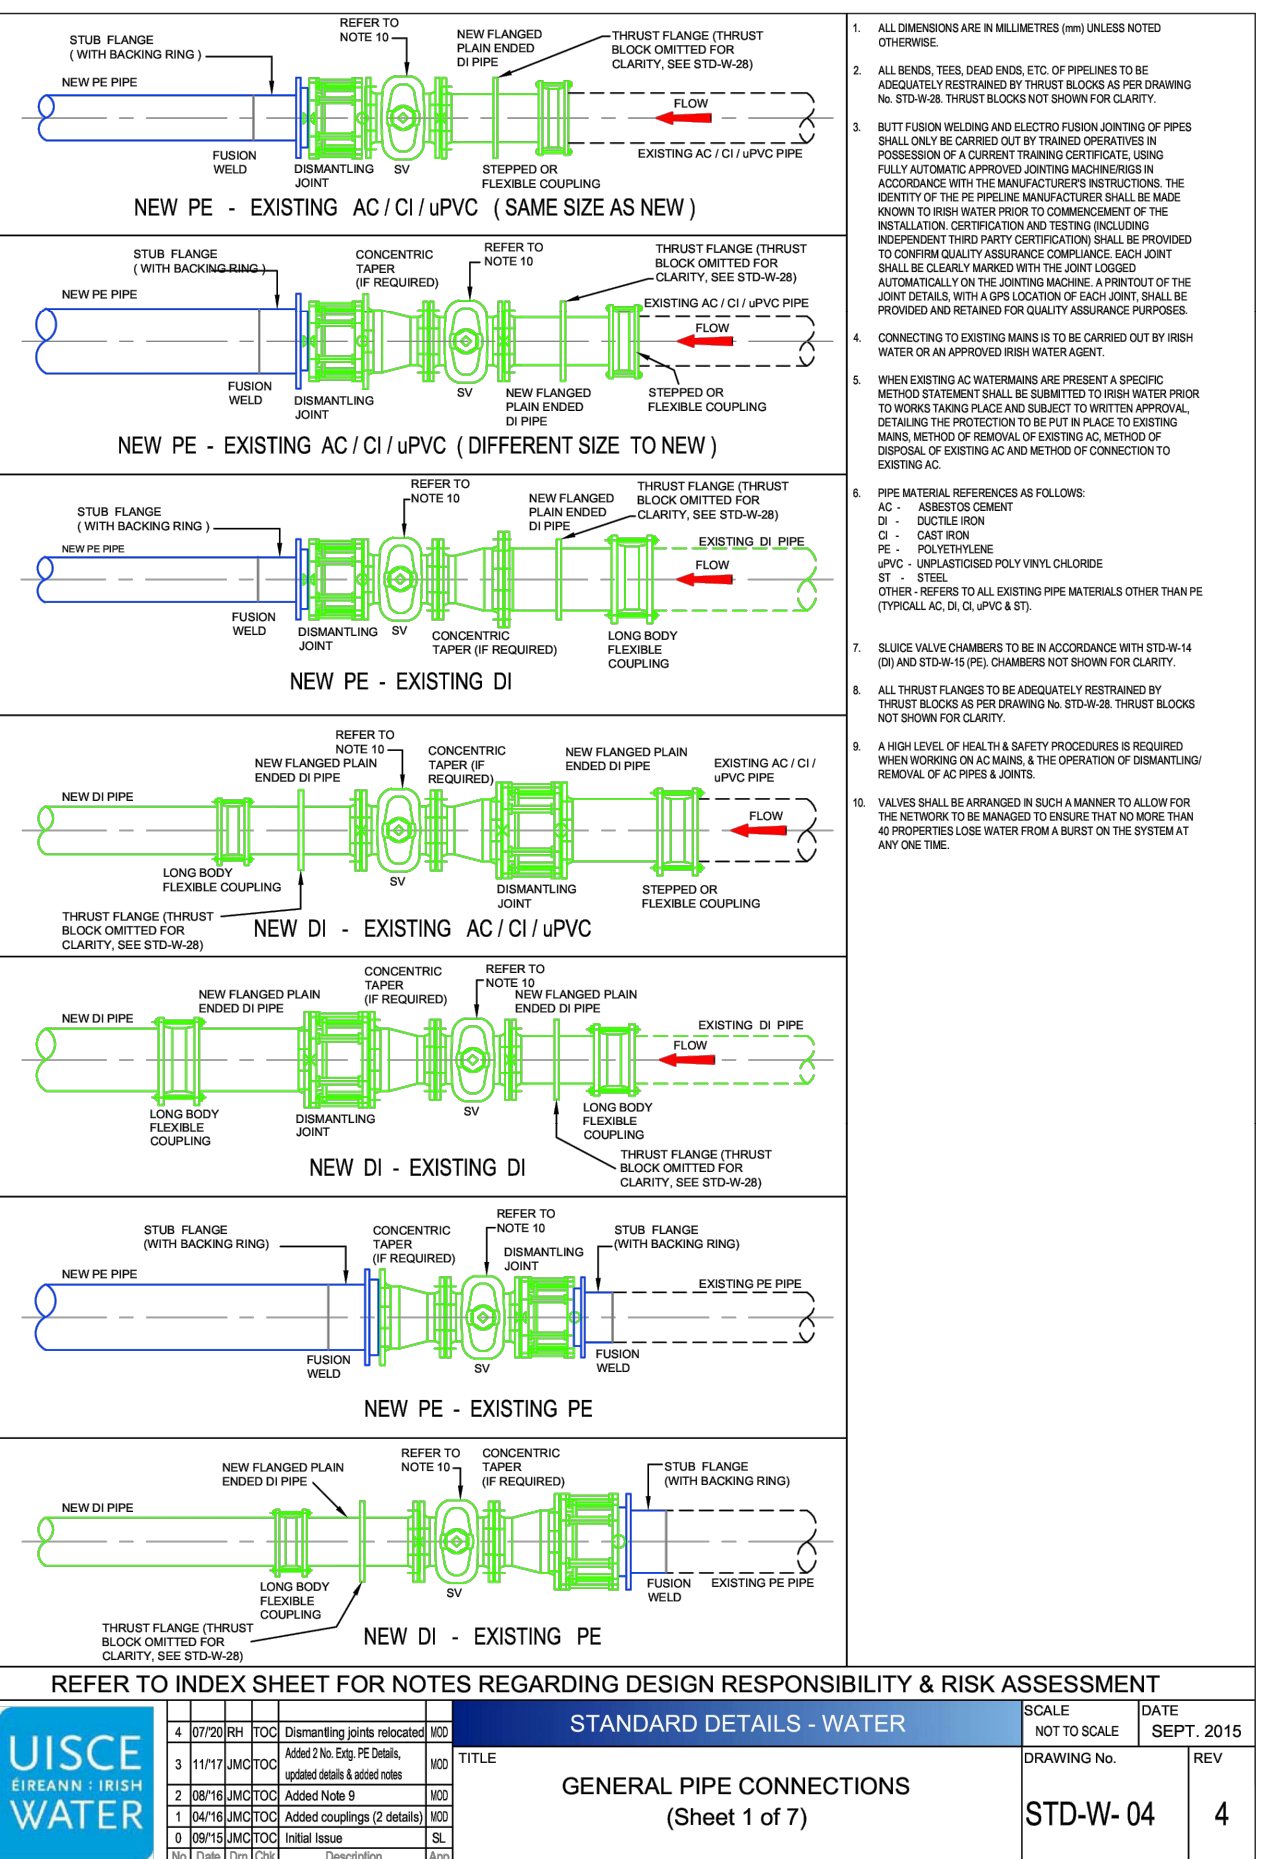 STUB FLANGE
( WITH BACKING RING )
NEW PE PIPE
REFER TO
NOTE 10
NEW FLANGED
PLAIN ENDED
DI PIPE
THRUST FLANGE (THRUST
BLOCK OMITTED FOR
CLARITY, SEE STD-W-28)
FLOW
EXISTING AC / CI / uPVC PIPE
FUSION
WELD
DISMANTLING
JOINT
SV
STEPPED OR
FLEXIBLE COUPLING
NEW PE - EXISTING AC / CI / uPVC ( SAME SIZE AS NEW )
STUB FLANGE
( WITH BACKING RING )
NEW PE PIPE
CONCENTRIC
TAPER
(IF REQUIRED)
REFER TO
NOTE 10
THRUST FLANGE (THRUST
BLOCK OMITTED FOR
CLARITY, SEE STD-W-28)
EXISTING AC / CI / uPVC PIPE
FLOW
FUSION
WELD
DISMANTLING
JOINT
SV
NEW FLANGED
PLAIN ENDED
DI PIPE
STEPPED OR
FLEXIBLE COUPLING
NEW PE - EXISTING AC / CI / uPVC ( DIFFERENT SIZE TO NEW )
STUB FLANGE
( WITH BACKING RING )
NEW PE PIPE
REFER TO
NOTE 10
NEW FLANGED
PLAIN ENDED
DI PIPE
THRUST FLANGE (THRUST
BLOCK OMITTED FOR
CLARITY, SEE STD-W-28)
EXISTING DI PIPE
FLOW
FUSION
WELD
DISMANTLING
JOINT
SV
CONCENTRIC
TAPER (IF REQUIRED)
LONG BODY
FLEXIBLE
COUPLING
NEW PE - EXISTING DI
REFER TO
NOTE 10
NEW FLANGED PLAIN
ENDED DI PIPE
CONCENTRIC
TAPER (IF
REQUIRED)
NEW FLANGED PLAIN
ENDED DI PIPE
EXISTING AC / CI /
uPVC PIPE
NEW DI PIPE
FLOW
LONG BODY
FLEXIBLE COUPLING
SV
DISMANTLING
JOINT
STEPPED OR
FLEXIBLE COUPLING
THRUST FLANGE (THRUST
BLOCK OMITTED FOR
CLARITY, SEE STD-W-28)
NEW DI - EXISTING AC / CI / uPVC
CONCENTRIC
TAPER
(IF REQUIRED)
REFER TO
NOTE 10
NEW FLANGED PLAIN
ENDED DI PIPE
NEW FLANGED PLAIN
ENDED DI PIPE
NEW DI PIPE
EXISTING DI PIPE
FLOW
LONG BODY
FLEXIBLE
COUPLING
DISMANTLING
JOINT
SV
LONG BODY
FLEXIBLE
COUPLING
THRUST FLANGE (THRUST
BLOCK OMITTED FOR
CLARITY, SEE STD-W-28)
NEW DI - EXISTING DI
STUB FLANGE
(WITH BACKING RING)
CONCENTRIC
TAPER
(IF REQUIRED)
REFER TO
NOTE 10
DISMANTLING
JOINT
STUB FLANGE
(WITH BACKING RING)
NEW PE PIPE
EXISTING PE PIPE
FUSION
WELD
SV
FUSION
WELD
NEW PE - EXISTING PE
NEW FLANGED PLAIN
ENDED DI PIPE
REFER TO
NOTE 10
CONCENTRIC
TAPER
(IF REQUIRED)
STUB FLANGE
(WITH BACKING RING)
NEW DI PIPE
LONG BODY
FLEXIBLE
COUPLING
SV
FUSION
WELD
EXISTING PE PIPE
THRUST FLANGE (THRUST
BLOCK OMITTED FOR
CLARITY, SEE STD-W-28)
NEW DI - EXISTING PE
1. ALL DIMENSIONS ARE IN MILLIMETRES (mm) UNLESS NOTED
OTHERWISE.
2. ALL BENDS, TEES, DEAD ENDS, ETC. OF PIPELINES TO BE
ADEQUATELY RESTRAINED BY THRUST BLOCKS AS PER DRAWING
No. STD-W-28. THRUST BLOCKS NOT SHOWN FOR CLARITY.
3. BUTT FUSION WELDING AND ELECTRO FUSION JOINTING OF PIPES
SHALL ONLY BE CARRIED OUT BY TRAINED OPERATIVES IN
POSSESSION OF A CURRENT TRAINING CERTIFICATE, USING
FULLY AUTOMATIC APPROVED JOINTING MACHINE/RIGS IN
ACCORDANCE WITH THE MANUFACTURER'S INSTRUCTIONS. THE
IDENTITY OF THE PE PIPELINE MANUFACTURER SHALL BE MADE
KNOWN TO IRISH WATER PRIOR TO COMMENCEMENT OF THE
INSTALLATION. CERTIFICATION AND TESTING (INCLUDING
INDEPENDENT THIRD PARTY CERTIFICATION) SHALL BE PROVIDED
TO CONFIRM QUALITY ASSURANCE COMPLIANCE. EACH JOINT
SHALL BE CLEARLY MARKED WITH THE JOINT LOGGED
AUTOMATICALLY ON THE JOINTING MACHINE. A PRINTOUT OF THE
JOINT DETAILS, WITH A GPS LOCATION OF EACH JOINT, SHALL BE
PROVIDED AND RETAINED FOR QUALITY ASSURANCE PURPOSES.
4. CONNECTING TO EXISTING MAINS IS TO BE CARRIED OUT BY IRISH
WATER OR AN APPROVED IRISH WATER AGENT.
5. WHEN EXISTING AC WATERMAINS ARE PRESENT A SPECIFIC
METHOD STATEMENT SHALL BE SUBMITTED TO IRISH WATER PRIOR
TO WORKS TAKING PLACE AND SUBJECT TO WRITTEN APPROVAL,
DETAILING THE PROTECTION TO BE PUT IN PLACE TO EXISTING
MAINS, METHOD OF REMOVAL OF EXISTING AC, METHOD OF
DISPOSAL OF EXISTING AC AND METHOD OF CONNECTION TO
EXISTING AC.
6. PIPE MATERIAL REFERENCES AS FOLLOWS:
AC - ASBESTOS CEMENT
DI - DUCTILE IRON
CI - CAST IRON
PE - POLYETHYLENE
uPVC - UNPLASTICISED POLY VINYL CHLORIDE
ST - STEEL
OTHER - REFERS TO ALL EXISTING PIPE MATERIALS OTHER THAN PE
(TYPICALL AC, DI, CI, uPVC & ST).
7. SLUICE VALVE CHAMBERS TO BE IN ACCORDANCE WITH STD-W-14
(DI) AND STD-W-15 (PE). CHAMBERS NOT SHOWN FOR CLARITY.
8. ALL THRUST FLANGES TO BE ADEQUATELY RESTRAINED BY
THRUST BLOCKS AS PER DRAWING No. STD-W-28. THRUST BLOCKS
NOT SHOWN FOR CLARITY.
9. A HIGH LEVEL OF HEALTH & SAFETY PROCEDURES IS REQUIRED
WHEN WORKING ON AC MAINS, & THE OPERATION OF DISMANTLING/
REMOVAL OF AC PIPES & JOINTS.
10. VALVES SHALL BE ARRANGED IN SUCH A MANNER TO ALLOW FOR
THE NETWORK TO BE MANAGED TO ENSURE THAT NO MORE THAN
40 PROPERTIES LOSE WATER FROM A BURST ON THE SYSTEM AT
ANY ONE TIME.
REFER TO INDEX SHEET FOR NOTES REGARDING DESIGN RESPONSIBILITY & RISK ASSESSMENT
UISCE
ÉIREANN : IRISH
WATER
4 07/'20 RH TOC Dismantling joints relocated MOD
3 11/'17 JMC TOC Added 2 No. Extg. PE Details,
updated details & added notes MOD
2 08/'16 JMC TOC Added Note 9 MOD
1 04/'16 JMC TOC Added couplings (2 details) MOD
0 09/'15 JMC TOC Initial Issue SL
No. Date Drn Chk Description App
STANDARD DETAILS - WATER
TITLE
GENERAL PIPE CONNECTIONS
(Sheet 1 of 7)
SCALE
NOT TO SCALE
DATE
SEPT. 2015
DRAWING No.
STD-W- 04
REV
4